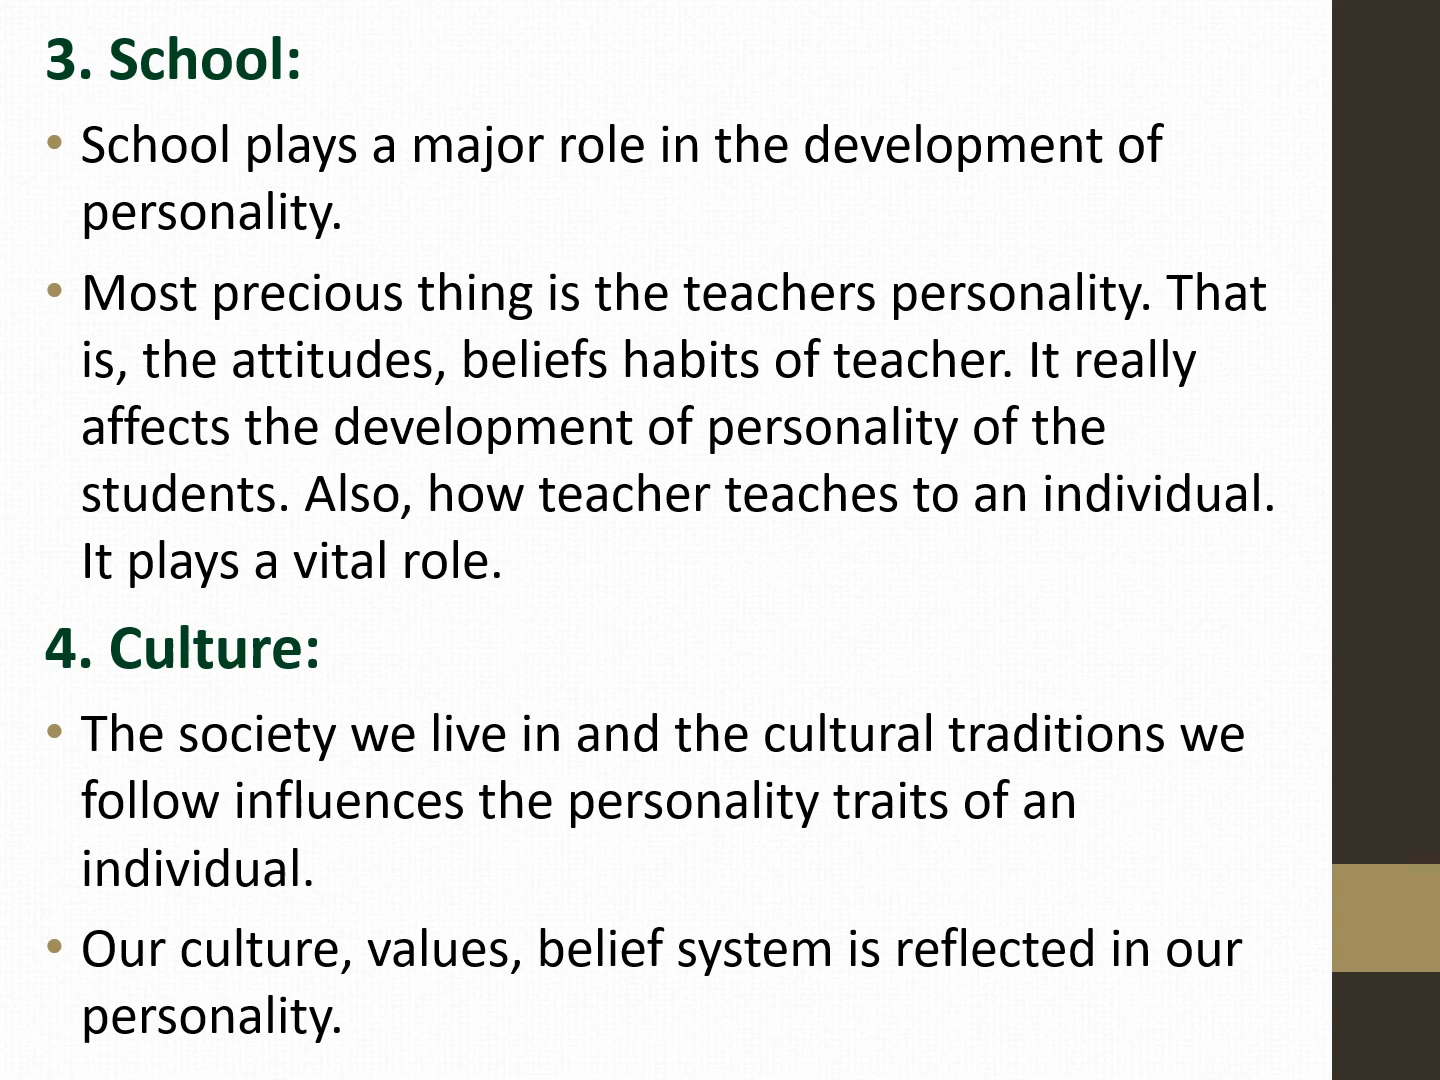 3. School:
• School plays a major role in the development of
personality.
• Most precious thing is the teachers personality. That
is, the attitudes, beliefs habits of teacher. It really
affects the development of personality of the
students. Also, how teacher teaches to an individual.
It plays a vital role.
4. Culture:
• The society we live in and the cultural traditions we
follow influences the personality traits of an
individual.
• Our culture, values, belief system is reflected in our
personality.